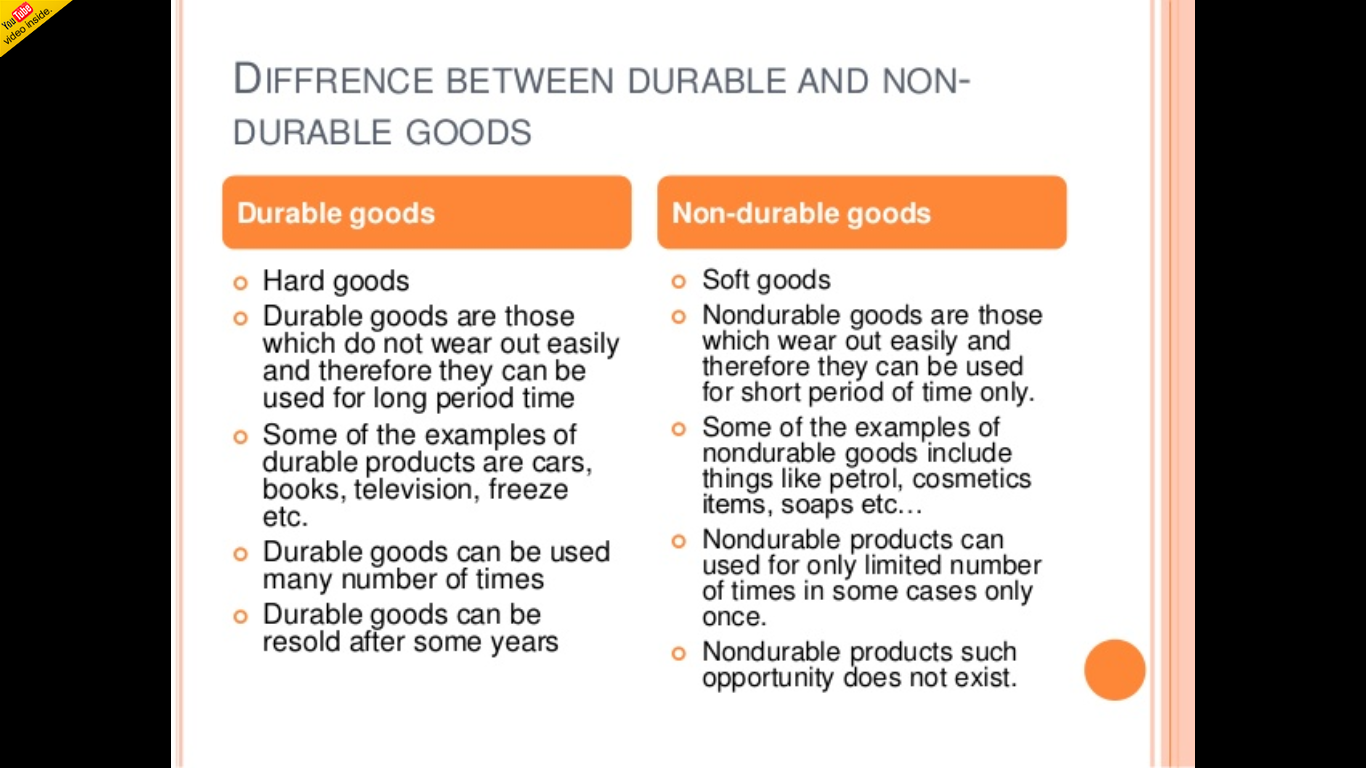 YouTube
video inside.
DIFFRENCE BETWEEN DURABLE AND NON-
DURABLE GOODS
Durable goods
Hard goods
Durable goods are those
which do not wear out easily
and therefore they can be
used for long period time
Some of the examples of
durable products are cars,
books, television, freeze
etc.
Durable goods can be used
many number of times
Durable goods can be
resold after some years
Non-durable goods
Soft goods
Nondurable goods are those
which wear out easily and
therefore they can be used
for short period of time only.
Some of the examples of
nondurable goods include
things like petrol, cosmetics
items, soaps etc…
Nondurable products can
used for only limited number
of times in some cases only
once.
Nondurable products such
opportunity does not exist.